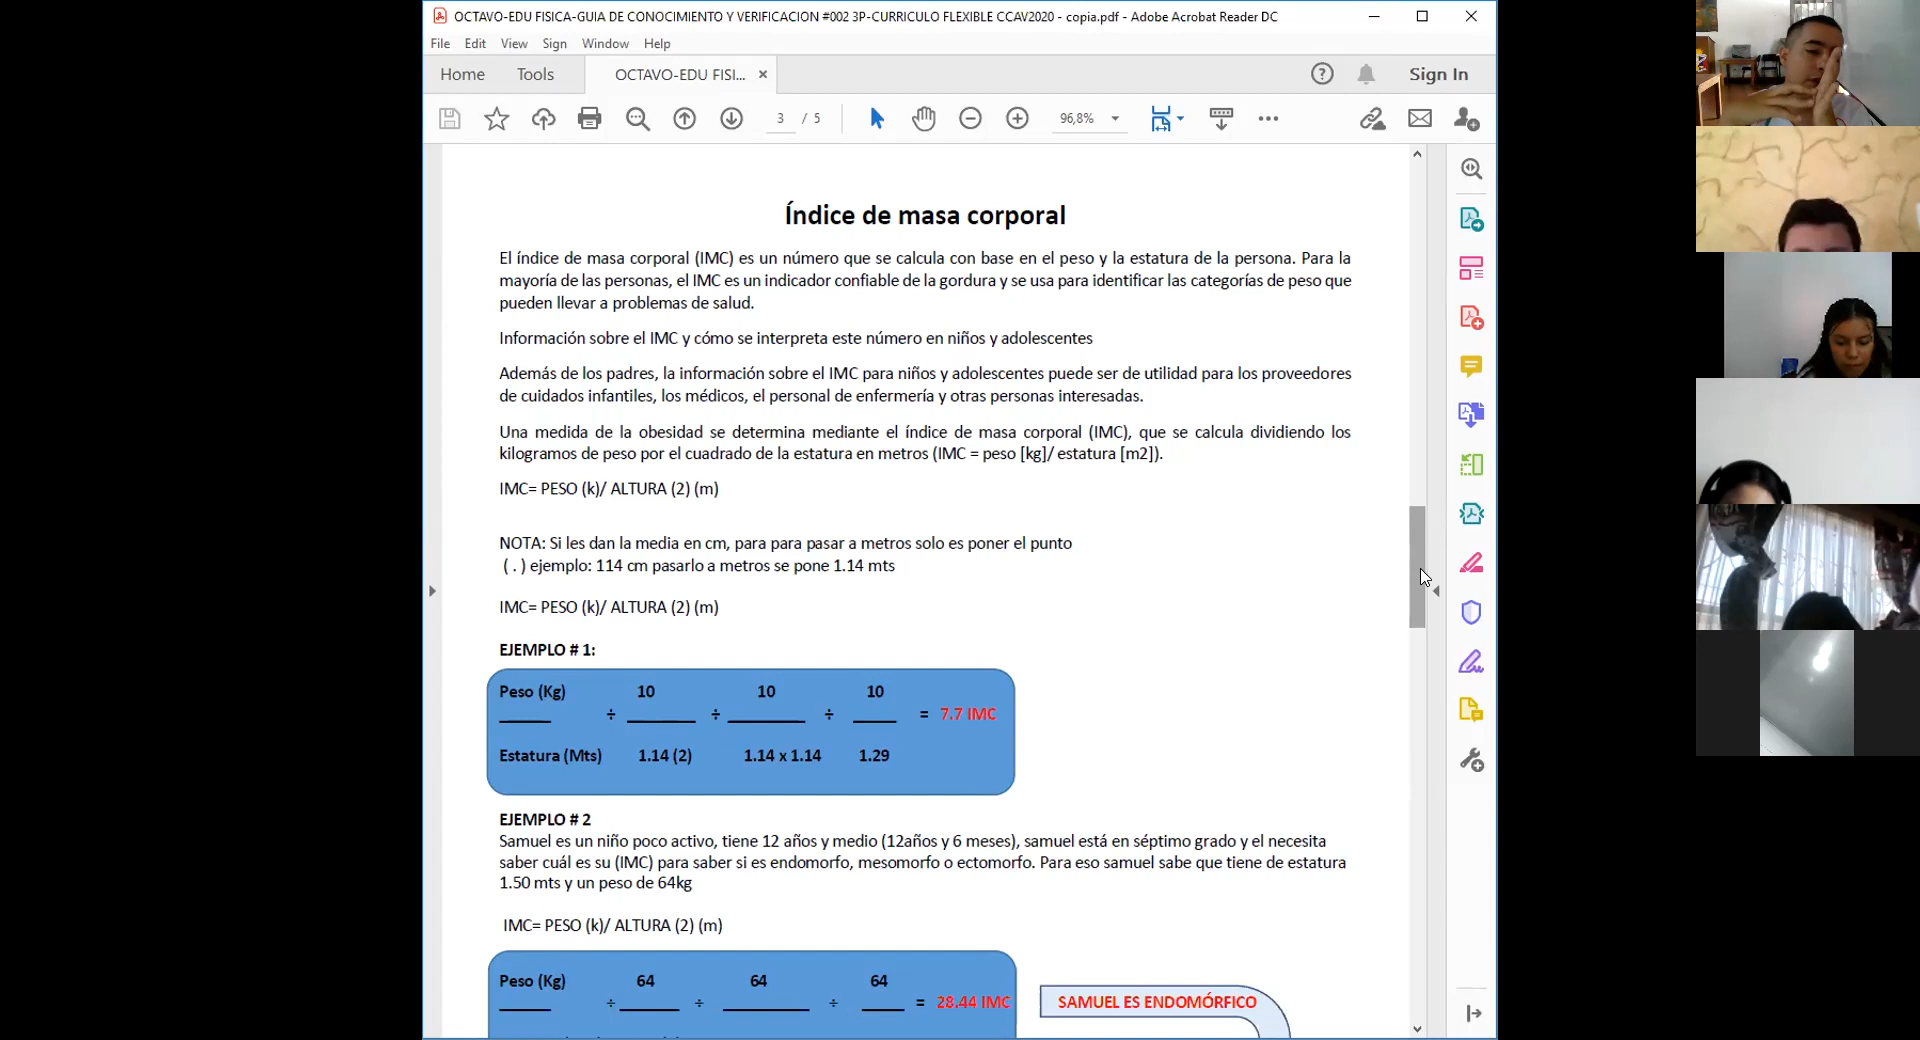 OCTAVO-EDU FISICA-GUIA DE CONOCIMIENTO Y VERIFICACION #002 3P-CURRICULO FLEXIBLE CCAV2020 - copia.pdf - Adobe Acrobat Reader DC
File Edit View Sign Window Help
Home Tools OCTAVO-EDU FISI... × Sign In
3 / 5 96,8%
Índice de masa corporal
El índice de masa corporal (IMC) es un número que se calcula con base en el peso y la estatura de la persona. Para la
mayoría de las personas, el IMC es un indicador confiable de la gordura y se usa para identificar las categorías de peso que
pueden llevar a problemas de salud.
Información sobre el IMC y cómo se interpreta este número en niños y adolescentes
Además de los padres, la información sobre el IMC para niños y adolescentes puede ser de utilidad para los proveedores
de cuidados infantiles, los médicos, el personal de enfermería y otras personas interesadas.
Una medida de la obesidad se determina mediante el índice de masa corporal (IMC), que se calcula dividiendo los
kilogramos de peso por el cuadrado de la estatura en metros (IMC = peso [kg]/ estatura [m2]).
IMC= PESO (k)/ ALTURA (2) (m)
NOTA: Si les dan la media en cm, para para pasar a metros solo es poner el punto
( . ) ejemplo: 114 cm pasarlo a metros se pone 1.14 mts
IMC= PESO (k)/ ALTURA (2) (m)
EJEMPLO # 1:
Peso (Kg) 10 10 10
÷ ÷ ÷ = 7.7 IMC
Estatura (Mts) 1.14 (2) 1.14 x 1.14 1.29
EJEMPLO # 2
Samuel es un niño poco activo, tiene 12 años y medio (12años y 6 meses), samuel está en séptimo grado y el necesita
saber cuál es su (IMC) para saber si es endomorfo, mesomorfo o ectomorfo. Para eso samuel sabe que tiene de estatura
1.50 mts y un peso de 64kg
IMC= PESO (k)/ ALTURA (2) (m)
Peso (Kg) 64 64 64
÷ ÷ ÷ = 28.44 IMC SAMUEL ES ENDOMÓRFICO